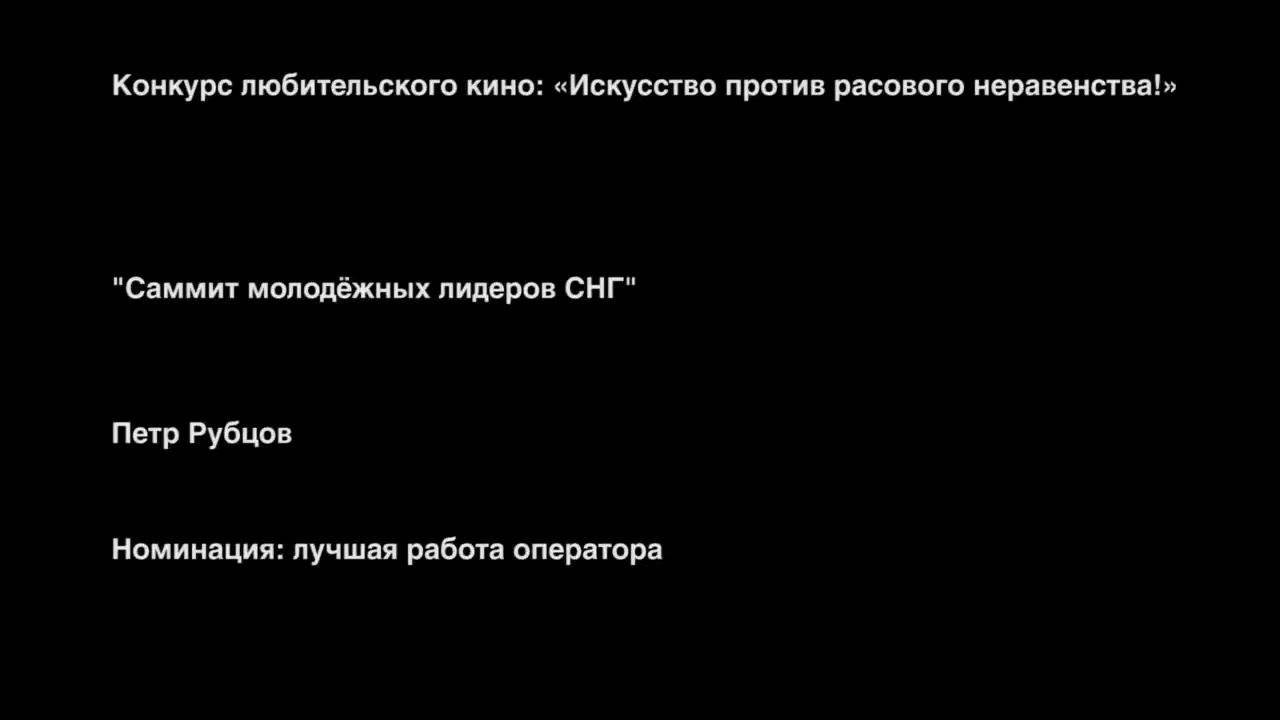 Конкурс любительского кино: «Искусство против расового неравенства!»
"Саммит молодёжных лидеров СНГ"
Петр Рубцов
Номинация: лучшая работа оператора